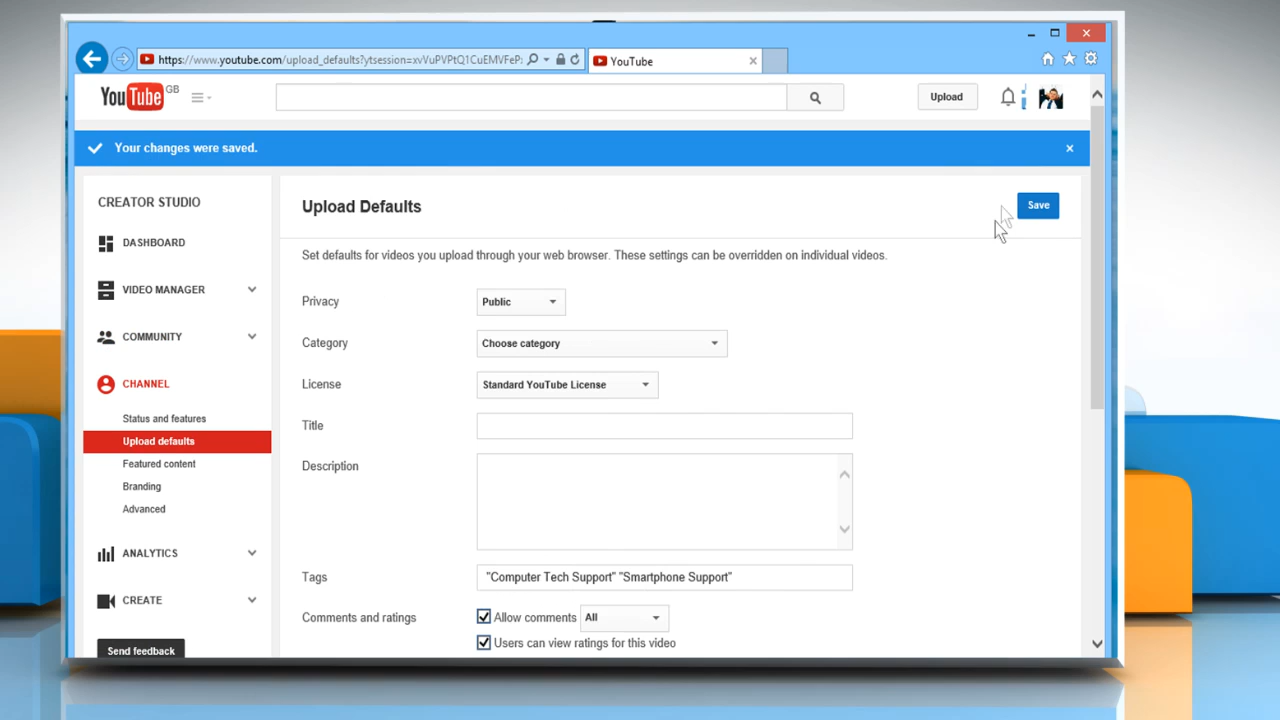 https://www.youtube.com/upload_defaults?ytsession=xvVuPVPtQ1CuEMVFeP
YouTube
YouTube GB
Upload
Your changes were saved.
CREATOR STUDIO
DASHBOARD
VIDEO MANAGER
COMMUNITY
CHANNEL
Status and features
Upload defaults
Featured content
Branding
Advanced
ANALYTICS
CREATE
Send feedback
Upload Defaults
Save
Set defaults for videos you upload through your web browser. These settings can be overridden on individual videos.
Privacy
Public
Category
Choose category
License
Standard YouTube License
Title
Description
Tags
"Computer Tech Support" "Smartphone Support"
Comments and ratings
Allow comments
All
Users can view ratings for this video